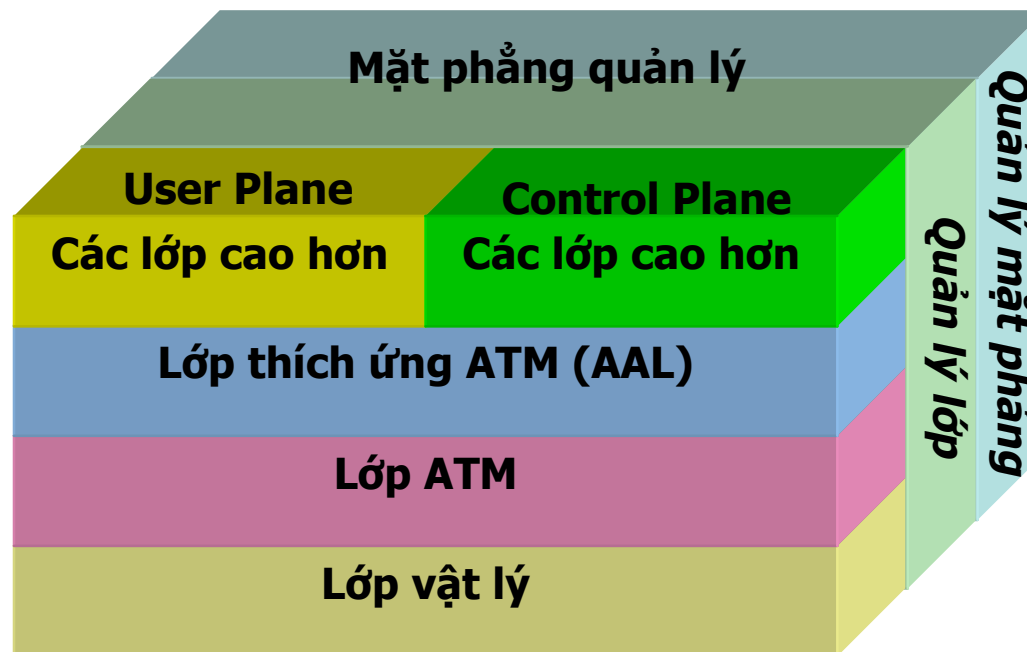 Mặt phẳng quản lý
User Plane
Control Plane
Các lớp cao hơn
Các lớp cao hơn
Lớp thích ứng ATM (AAL)
Lớp ATM
Lớp vật lý
Quản lý lớp
Quản lý mặt phẳng